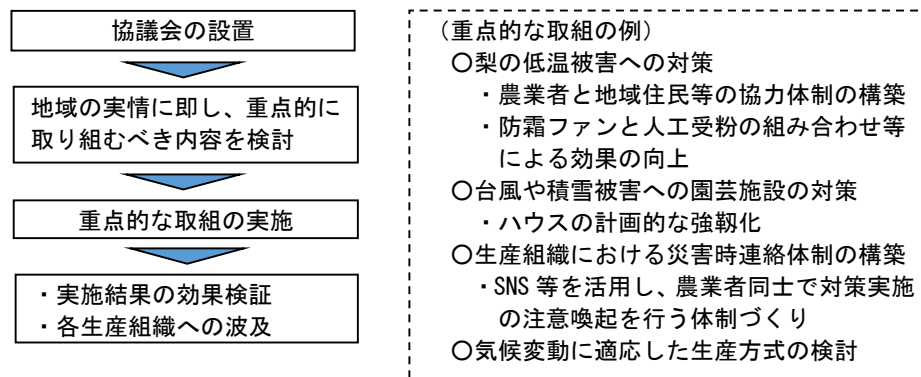 協議会の設置
地域の実情に即し、重点的に
取り組むべき内容を検討
重点的な取組の実施
・実施結果の効果検証
・各生産組織への波及
(重点的な取組の例)
〇梨の低温被害への対策
・農業者と地域住民等の協力体制の構築
・防霜ファンと人工受粉の組み合わせ等
による効果の向上
〇台風や積雪被害への園芸施設の対策
・ハウスの計画的な強靱化
〇生産組織における災害時連絡体制の構築
・SNS 等を活用し、農業者同士で対策実施
の注意喚起を行う体制づくり
〇気候変動に適応した生産方式の検討